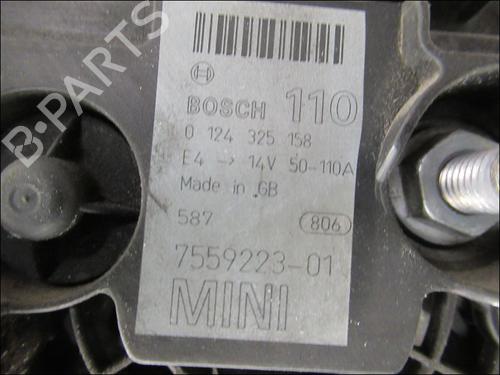 B-PARTS
BOSCH 110
0 124 325 158
E4 → 14V 50-110A
Made in .GB
587 806
7559223-01
MINI